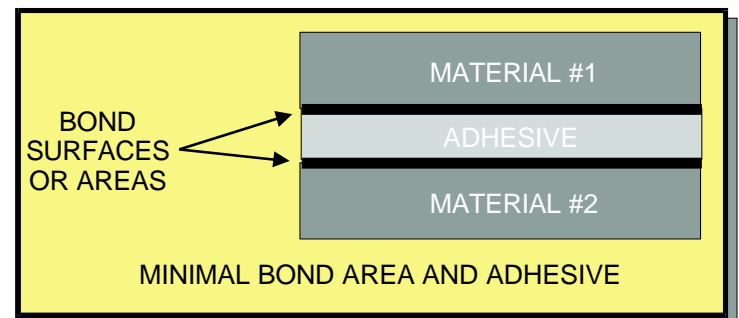 MATERIAL #1
BOND
SURFACES
OR AREAS
ADHESIVE
MATERIAL #2
MINIMAL BOND AREA AND ADHESIVE